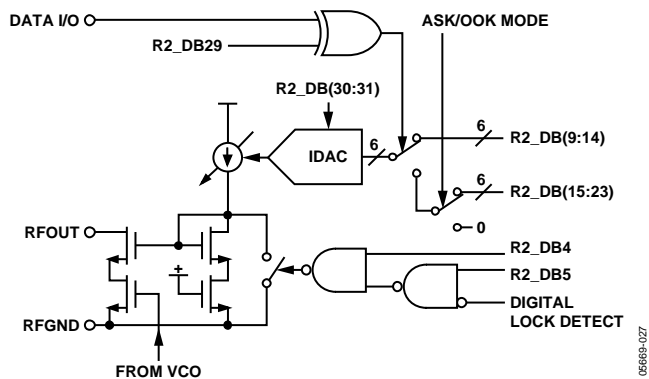 DATA I/O
ASK/OOK MODE
R2_DB29
R2_DB(30:31)
IDAC
6
6
R2_DB(9:14)
6
R2_DB(15:23)
0
RFOUT
+
R2_DB4
R2_DB5
DIGITAL
LOCK DETECT
RFGND
FROM VCO
05669-027